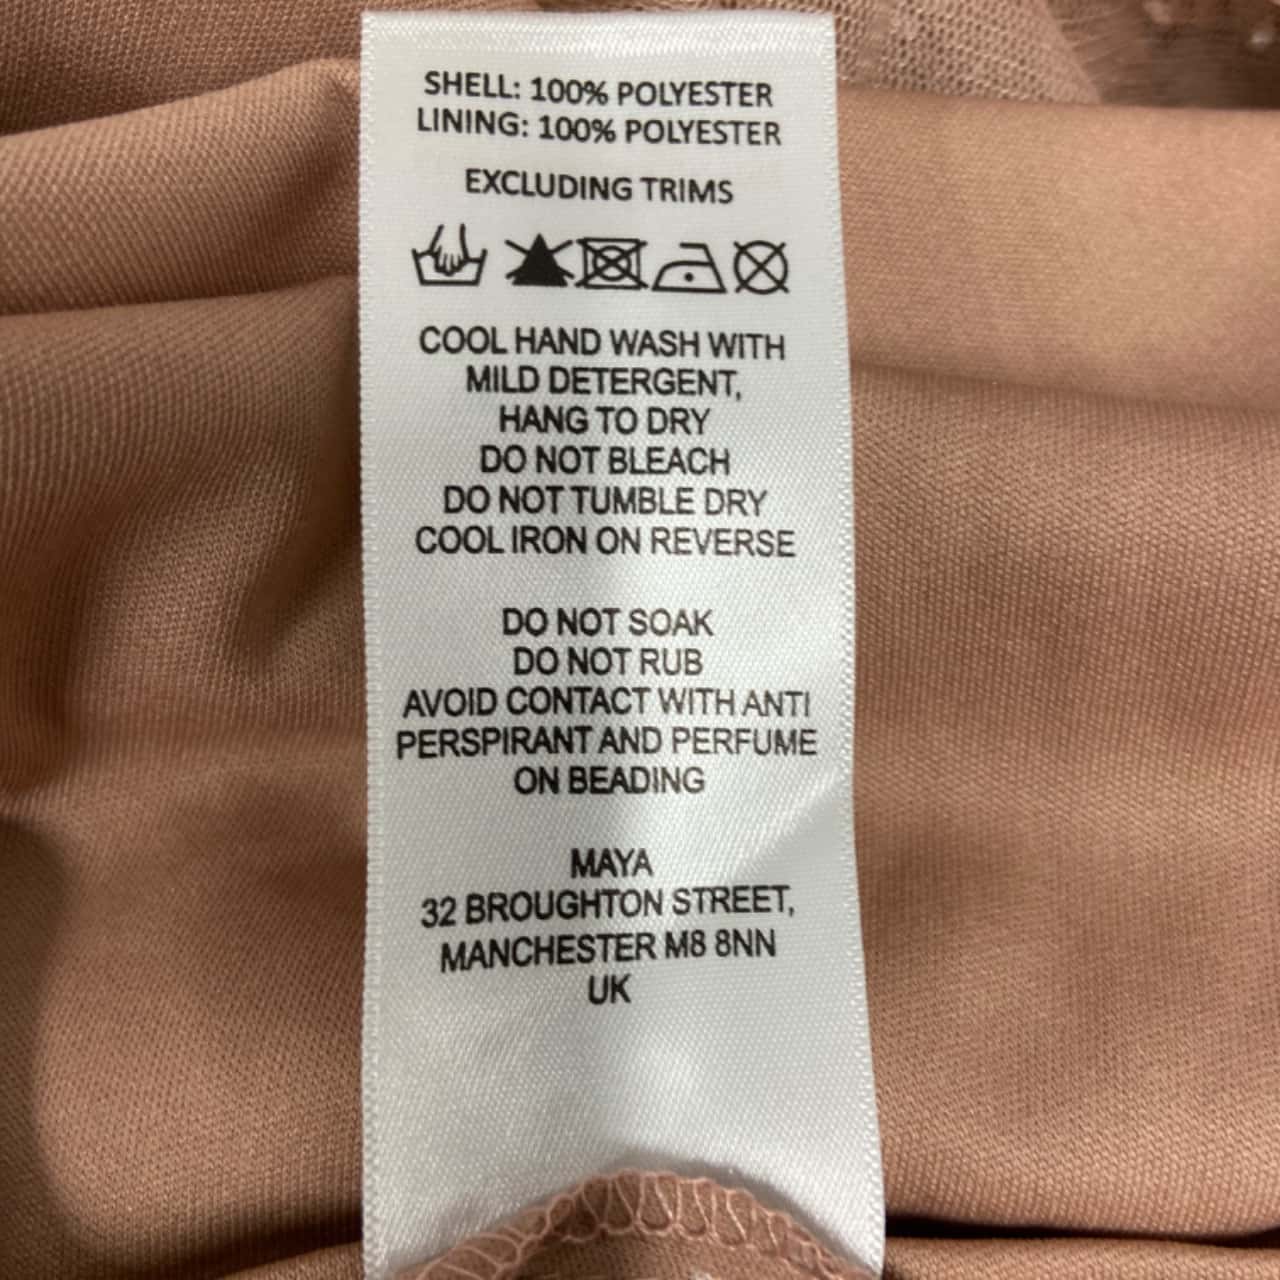 SHELL: 100% POLYESTER
LINING: 100% POLYESTER
EXCLUDING TRIMS
COOL HAND WASH WITH
MILD DETERGENT,
HANG TO DRY
DO NOT BLEACH
DO NOT TUMBLE DRY
COOL IRON ON REVERSE
DO NOT SOAK
DO NOT RUB
AVOID CONTACT WITH ANTI
PERSPIRANT AND PERFUME
ON BEADING
MAYA
32 BROUGHTON STREET,
MANCHESTER M8 8NN
UK